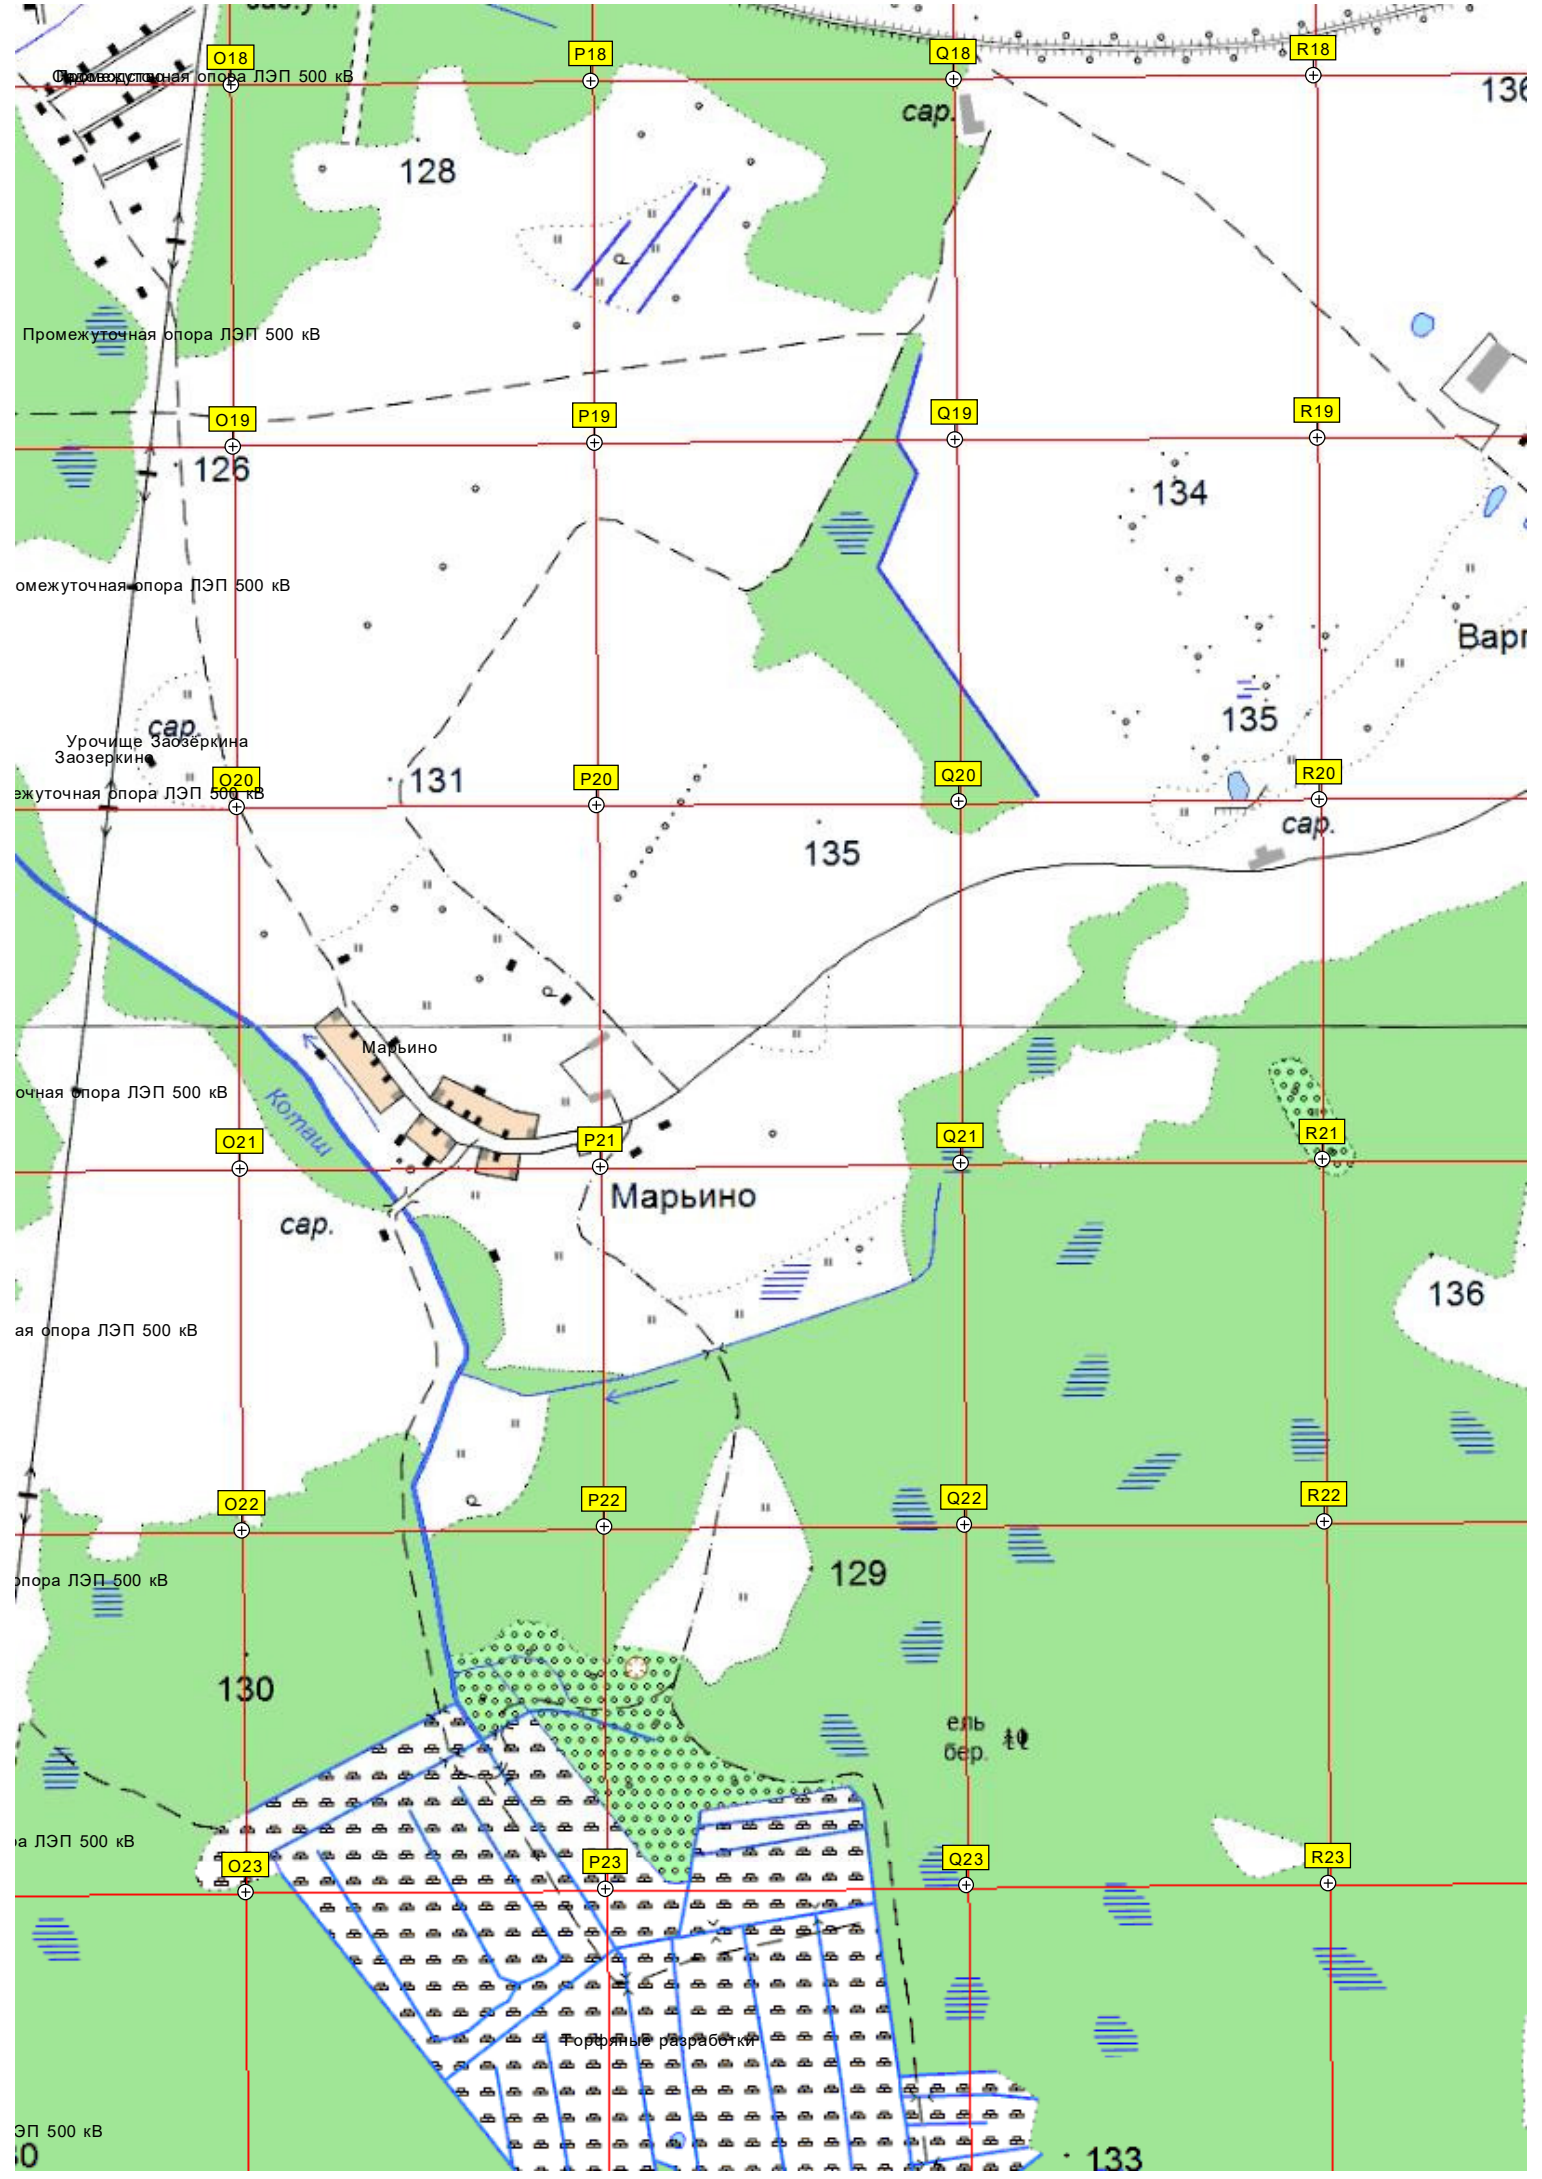 O18
P18
Q18
R18
Промежуточная опора ЛЭП 500 кВ
сар.
136
128
Промежуточная опора ЛЭП 500 кВ
O19
P19
Q19
R19
126
134
омежуточная опора ЛЭП 500 кВ
Варг
сар.
135
Урочище Заозёркина
Заозеркино
O20
131
P20
Q20
R20
ежуточная опора ЛЭП 500 кВ
135
сар.
Марьино
очная опора ЛЭП 500 кВ
Коташ
O21
P21
Q21
R21
Марьино
сар.
136
ая опора ЛЭП 500 кВ
O22
P22
Q22
R22
129
опора ЛЭП 500 кВ
130
ель
бер.
ра ЛЭП 500 кВ
O23
P23
Q23
R23
Торфяные разработки
ЭП 500 кВ
30
133